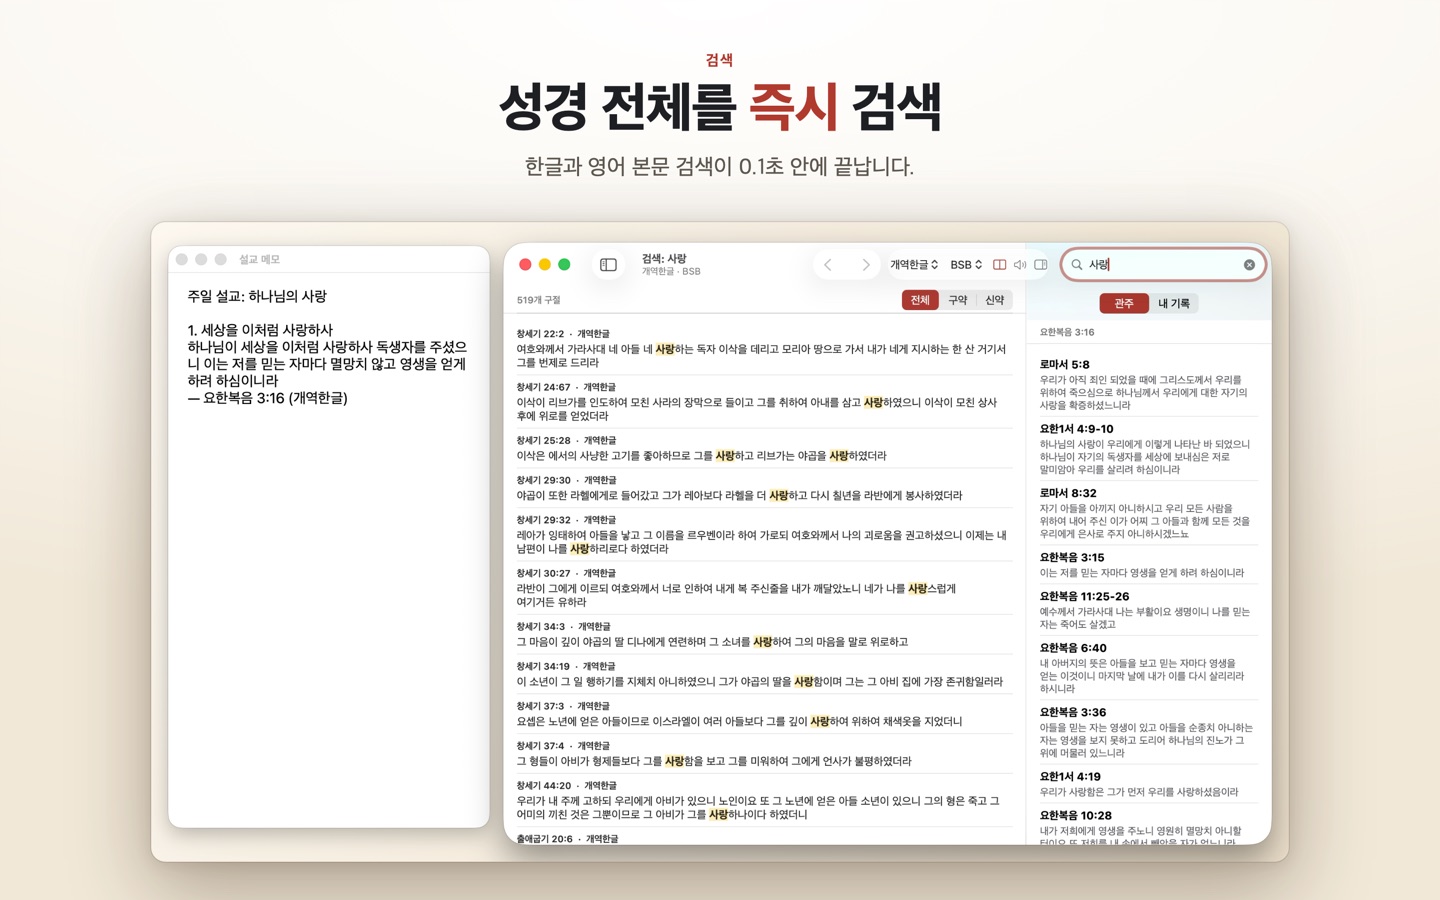 검색
성경 전체를 즉시 검색
한글과 영어 본문 검색이 0.1초 안에 끝납니다.
설교 메모
주일 설교: 하나님의 사랑
1. 세상을 이처럼 사랑하사
하나님이 세상을 이처럼 사랑하사 독생자를 주셨으
니 이는 저를 믿는 자마다 멸망치 않고 영생을 얻게
하려 하심이니라
— 요한복음 3:16 (개역한글)
검색: 사랑
개역한글 · BSB
개역한글
BSB
사랑
519개 구절
전체
구약
신약
창세기 22:2 · 개역한글
여호와께서 가라사대 네 아들 네 사랑하는 독자 이삭을 데리고 모리아 땅으로 가서 내가 네게 지시하는 한 산 거기서
그를 번제로 드리라
창세기 24:67 · 개역한글
이삭이 리브가를 인도하여 모친 사라의 장막으로 들이고 그를 취하여 아내를 삼고 사랑하였으니 이삭이 모친 상사
후에 위로를 얻었더라
창세기 25:28 · 개역한글
이삭은 에서의 사냥한 고기를 좋아하므로 그를 사랑하고 리브가는 야곱을 사랑하였더라
창세기 29:30 · 개역한글
야곱이 또한 라헬에게로 들어갔고 그가 레아보다 라헬을 더 사랑하고 다시 칠년을 라반에게 봉사하였더라
창세기 29:32 · 개역한글
레아가 잉태하여 아들을 낳고 그 이름을 르우벤이라 하여 가로되 여호와께서 나의 괴로움을 권고하셨으니 이제는 내
남편이 나를 사랑하리로다 하였더라
창세기 30:27 · 개역한글
라반이 그에게 이르되 여호와께서 너로 인하여 내게 복 주신줄을 내가 깨달았노니 네가 나를 사랑스럽게
여기거든 유하라
창세기 34:3 · 개역한글
그 마음이 깊이 야곱의 딸 디나에게 연련하며 그 소녀를 사랑하여 그의 마음을 말로 위로하고
창세기 34:19 · 개역한글
이 소년이 그 일 행하기를 지체치 아니하였으니 그가 야곱의 딸을 사랑함이며 그는 그 아비 집에 가장 존귀함일러라
창세기 37:3 · 개역한글
요셉은 노년에 얻은 아들이므로 이스라엘이 여러 아들보다 그를 깊이 사랑하여 위하여 채색옷을 지었더니
창세기 37:4 · 개역한글
그 형들이 아비가 형제들보다 그를 사랑함을 보고 그를 미워하여 그에게 언사가 불평하였더라
창세기 44:20 · 개역한글
우리가 내 주께 고하되 우리에게 아비가 있으니 노인이요 또 그 노년에 얻은 아들 소년이 있으니 그의 형은 죽고 그
어미의 끼친 것은 그뿐이므로 그 아비가 그를 사랑하나이다 하였더니
출애굽기 20:6 · 개역한글
관주
내 기록
요한복음 3:16
로마서 5:8
우리가 아직 죄인 되었을 때에 그리스도께서 우리를
위하여 죽으심으로 하나님께서 우리에게 대한 자기의
사랑을 확증하셨느니라
요한1서 4:9-10
하나님의 사랑이 우리에게 이렇게 나타난 바 되었으니
하나님이 자기의 독생자를 세상에 보내심은 저로
말미암아 우리를 살리려 하심이니라
로마서 8:32
자기 아들을 아끼지 아니하시고 우리 모든 사람을
위하여 내어 주신 이가 어찌 그 아들과 함께 모든 것을
우리에게 은사로 주지 아니하시겠느뇨
요한복음 3:15
이는 저를 믿는 자마다 영생을 얻게 하려 하심이니라
요한복음 11:25-26
예수께서 가라사대 나는 부활이요 생명이니 나를 믿는
자는 죽어도 살겠고
요한복음 6:40
내 아버지의 뜻은 아들을 보고 믿는 자마다 영생을
얻는 이것이니 마지막 날에 내가 이를 다시 살리리라
하시니라
요한복음 3:36
아들을 믿는 자는 영생이 있고 아들을 순종치 아니하는
자는 영생을 보지 못하고 도리어 하나님의 진노가 그
위에 머물러 있느니라
요한1서 4:19
우리가 사랑함은 그가 먼저 우리를 사랑하셨음이라
요한복음 10:28
내가 저희에게 영생을 주노니 영원히 멸망치 아니할
터이요 또 저희를 내 손에서 빼앗을 자가 없느니라